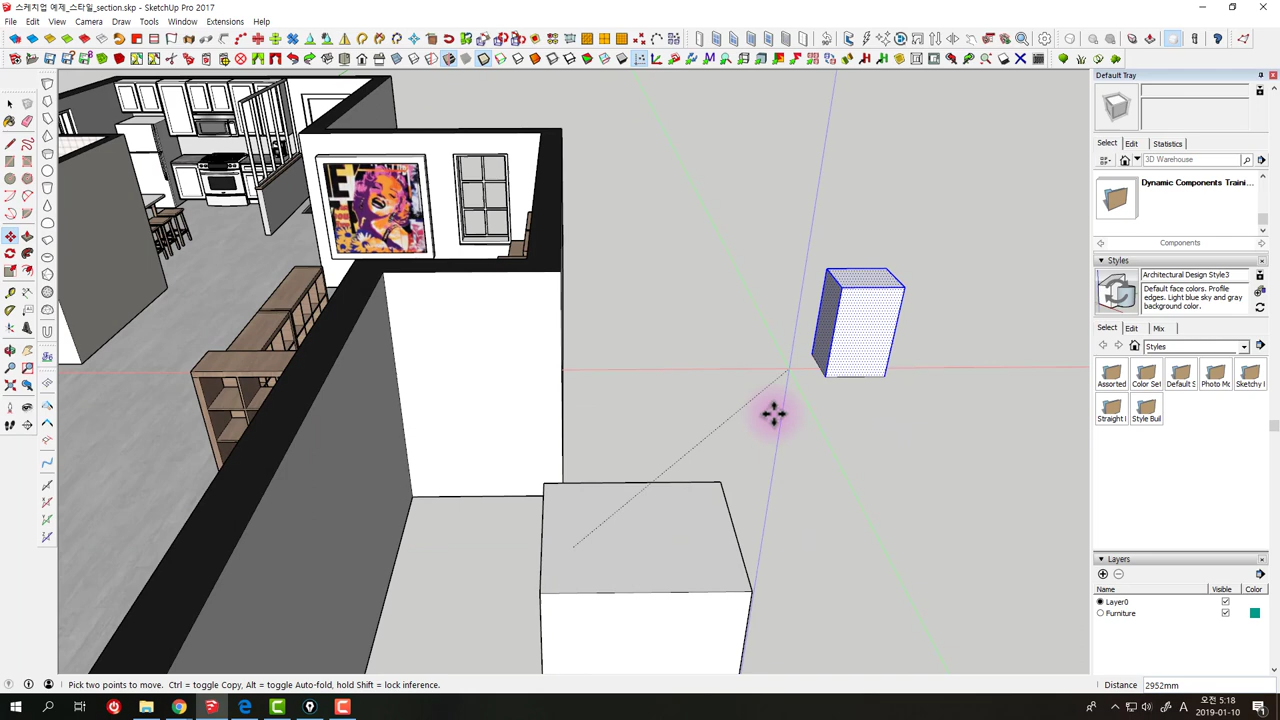 스케치업 예제_스타일_section.skp - SketchUp Pro 2017
File Edit View Camera Draw Tools Window Extensions Help
Default Tray
Select Edit Statistics
3D Warehouse
Dynamic Components Traini...
Components
Styles
Architectural Design Style3
Default face colors. Profile edges. Light blue sky and gray background color.
Select Edit Mix
Styles
Assorted Color Set Default S Photo Mo Sketchy
Straight l Style Buil
Layers
Name Visible Color
Layer0
Furniture
Pick two points to move. Ctrl = toggle Copy, Alt = toggle Auto-fold, hold Shift = lock inference.
Distance 2952mm
A 오전 5:18
2019-01-10